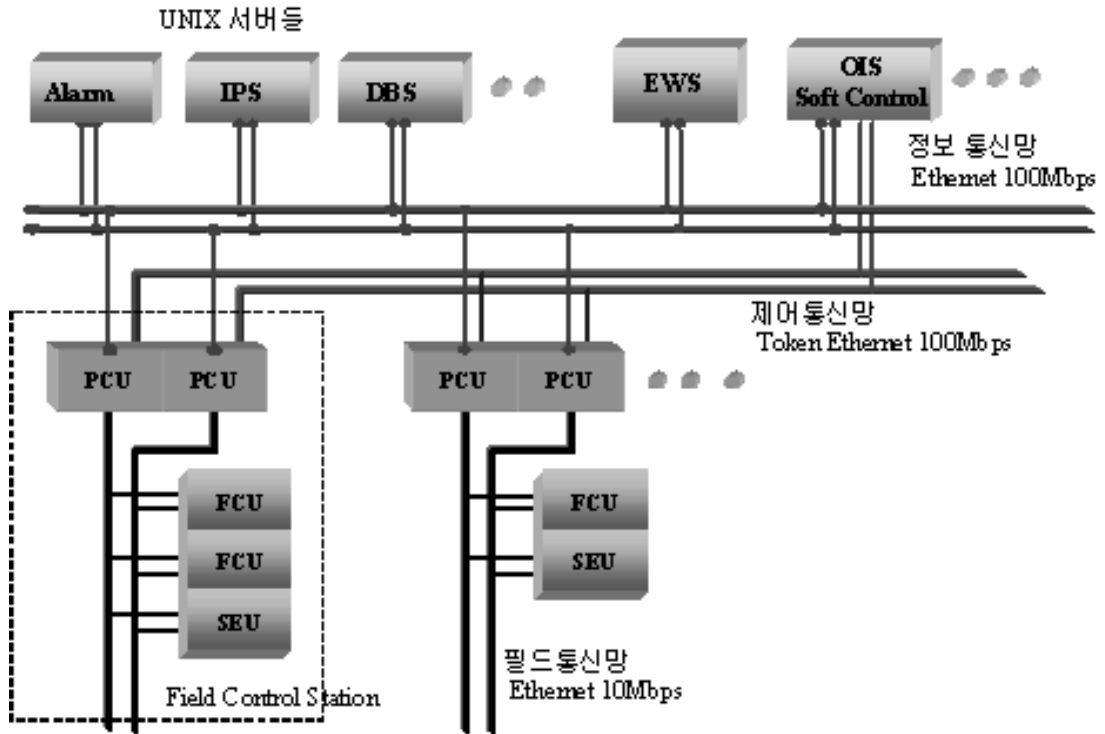 UNIX 서버들
Alarm
IPS
DBS
EWS
OIS
Soft Control
정보 통신망
Ethernet 100Mbps
제어통신망
Token Ethernet 100Mbps
PCU
PCU
PCU
PCU
FCU
FCU
SEU
FCU
SEU
필드통신망
Ethernet 10Mbps
Field Control Station